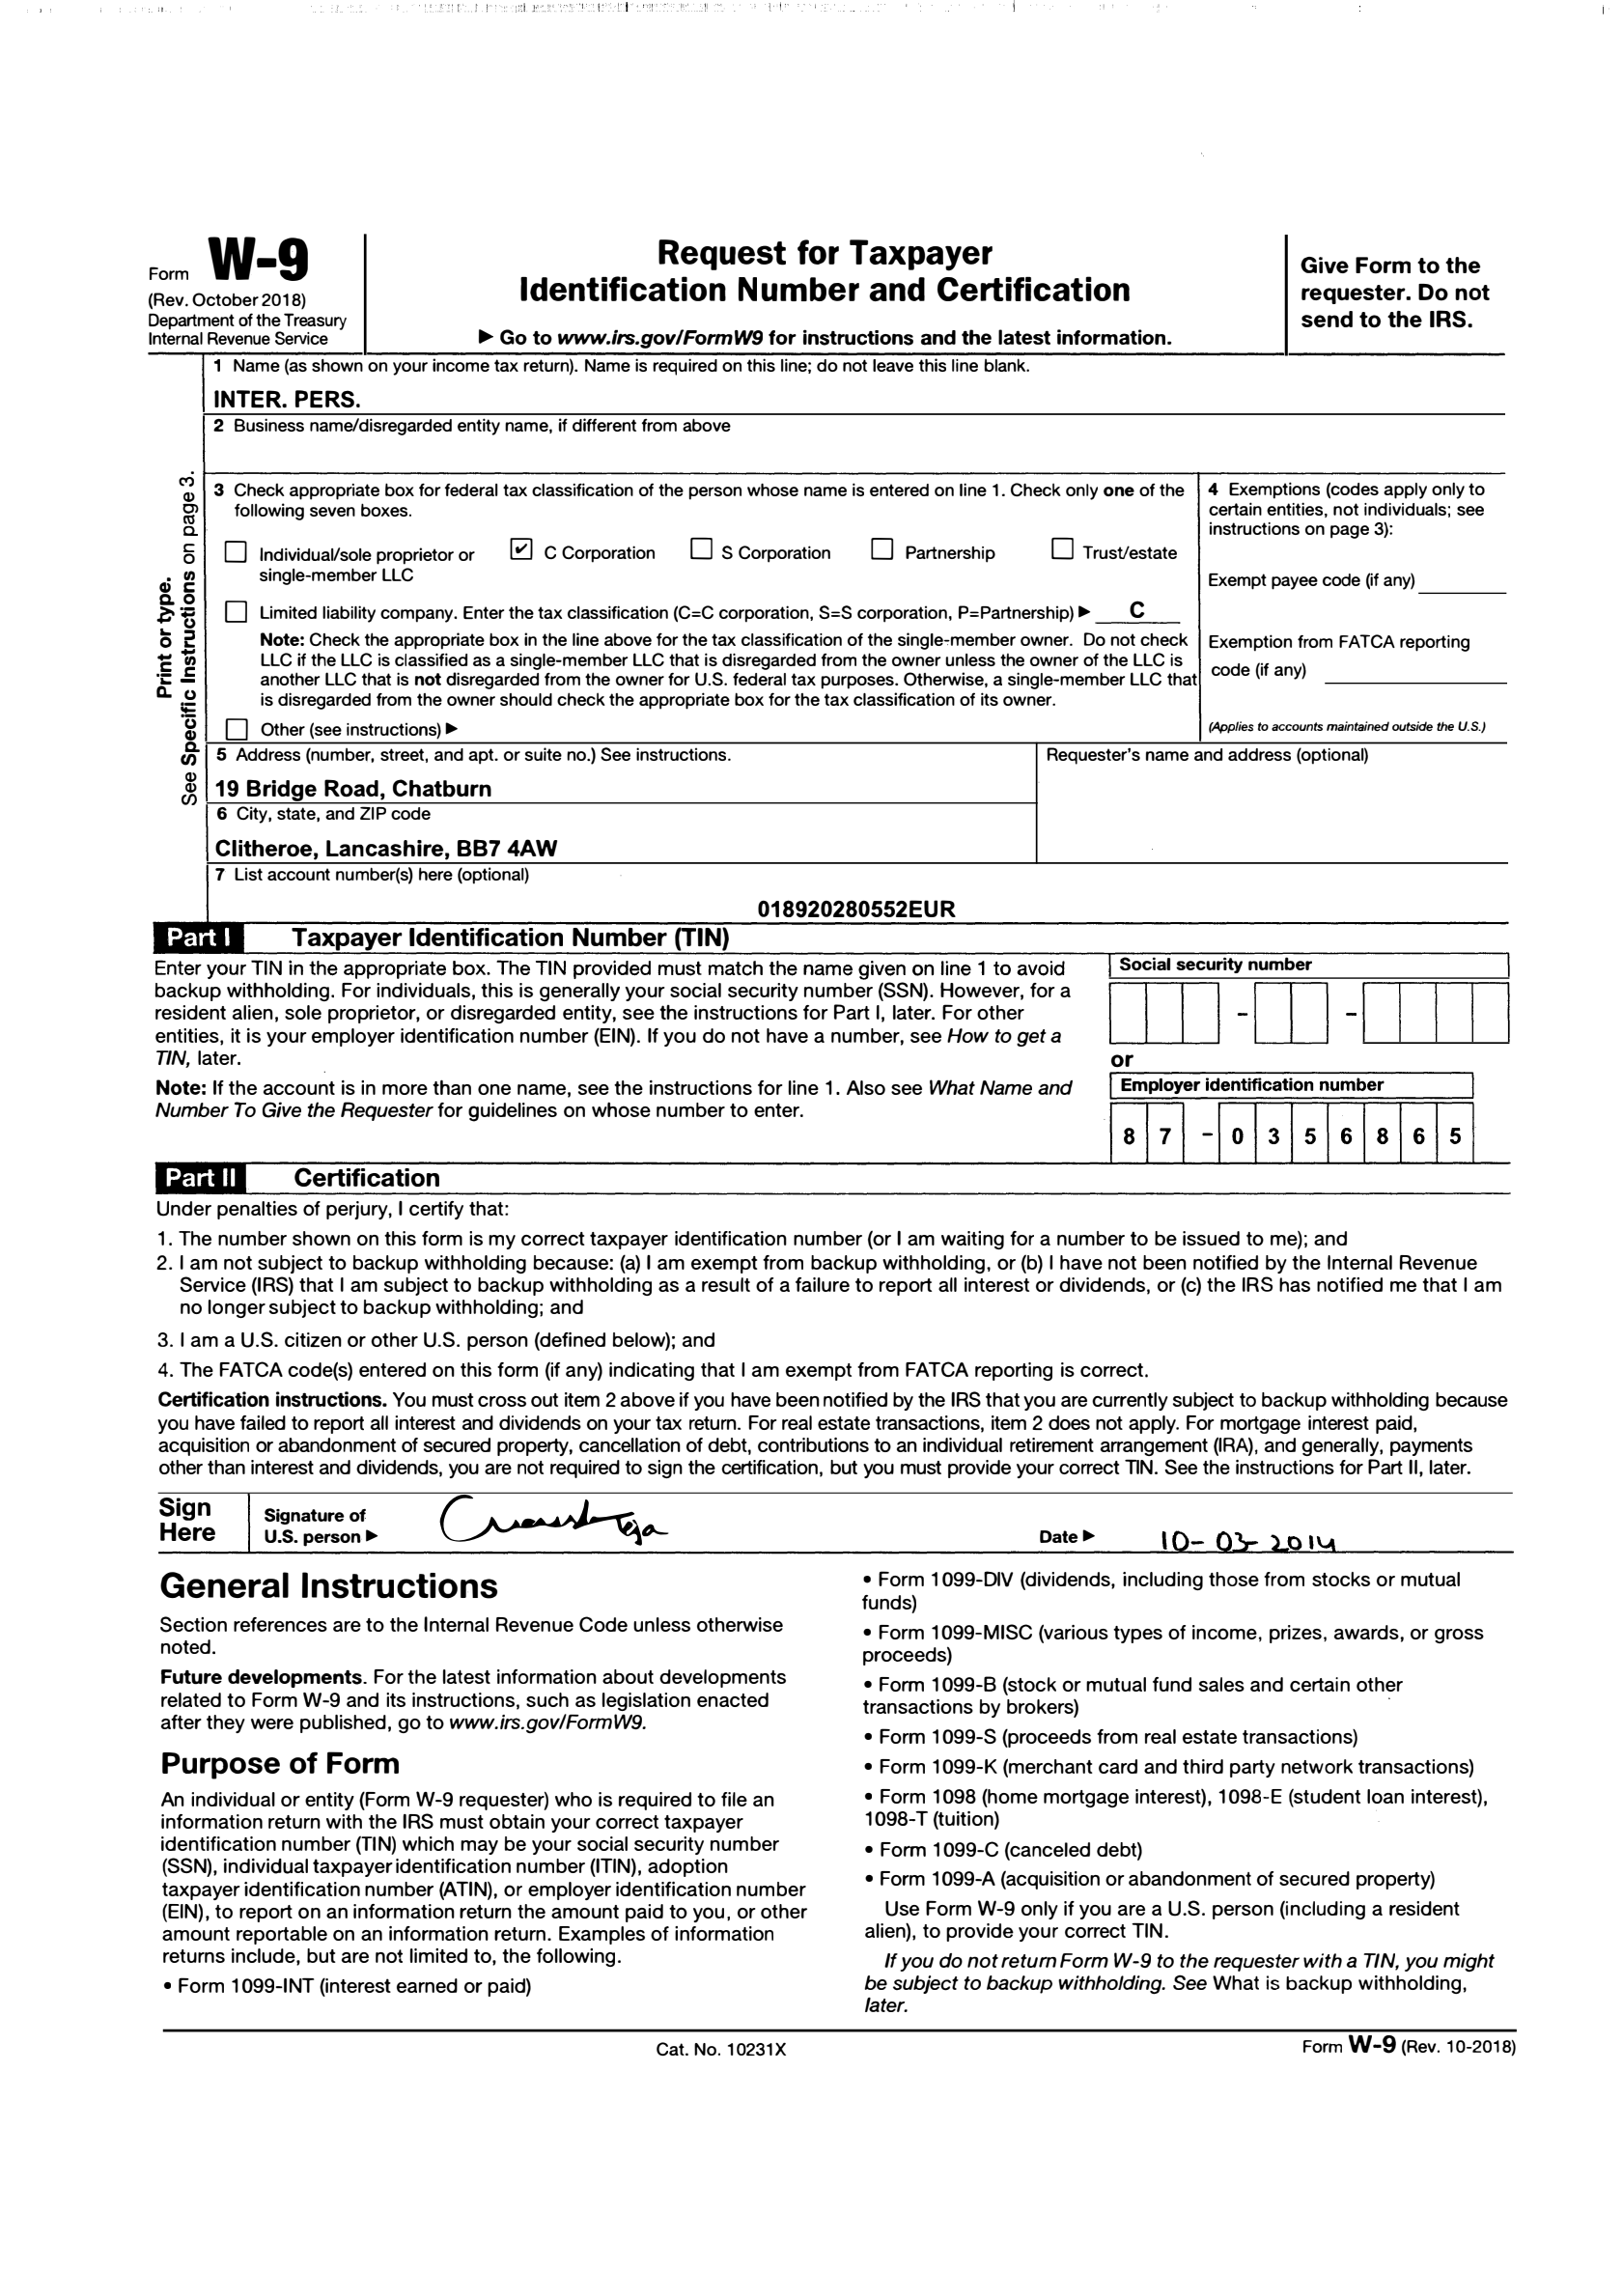 Form W-9
(Rev. October 2018)
Department of the Treasury
Internal Revenue Service
Request for Taxpayer
Identification Number and Certification
▶ Go to www.irs.gov/FormW9 for instructions and the latest information.
Give Form to the
requester. Do not
send to the IRS.
Print or type.
See Specific Instructions on page 3.
1 Name (as shown on your income tax return). Name is required on this line; do not leave this line blank.
INTER. PERS.
2 Business name/disregarded entity name, if different from above
3 Check appropriate box for federal tax classification of the person whose name is entered on line 1. Check only one of the
following seven boxes.
Individual/sole proprietor or
single-member LLC
✔ C Corporation
S Corporation
Partnership
Trust/estate
Limited liability company. Enter the tax classification (C=C corporation, S=S corporation, P=Partnership) ▶ C
Note: Check the appropriate box in the line above for the tax classification of the single-member owner. Do not check
LLC if the LLC is classified as a single-member LLC that is disregarded from the owner unless the owner of the LLC is
another LLC that is not disregarded from the owner for U.S. federal tax purposes. Otherwise, a single-member LLC that
is disregarded from the owner should check the appropriate box for the tax classification of its owner.
Other (see instructions) ▶
4 Exemptions (codes apply only to
certain entities, not individuals; see
instructions on page 3):
Exempt payee code (if any)
Exemption from FATCA reporting
code (if any)
(Applies to accounts maintained outside the U.S.)
5 Address (number, street, and apt. or suite no.) See instructions.
19 Bridge Road, Chatburn
6 City, state, and ZIP code
Clitheroe, Lancashire, BB7 4AW
Requester's name and address (optional)
7 List account number(s) here (optional)
018920280552EUR
Part I Taxpayer Identification Number (TIN)
Enter your TIN in the appropriate box. The TIN provided must match the name given on line 1 to avoid
backup withholding. For individuals, this is generally your social security number (SSN). However, for a
resident alien, sole proprietor, or disregarded entity, see the instructions for Part I, later. For other
entities, it is your employer identification number (EIN). If you do not have a number, see How to get a
TIN, later.
Note: If the account is in more than one name, see the instructions for line 1. Also see What Name and
Number To Give the Requester for guidelines on whose number to enter.
Social security number
– –
or
Employer identification number
8 7 – 0 3 5 6 8 6 5
Part II Certification
Under penalties of perjury, I certify that:
1. The number shown on this form is my correct taxpayer identification number (or I am waiting for a number to be issued to me); and
2. I am not subject to backup withholding because: (a) I am exempt from backup withholding, or (b) I have not been notified by the Internal Revenue
Service (IRS) that I am subject to backup withholding as a result of a failure to report all interest or dividends, or (c) the IRS has notified me that I am
no longer subject to backup withholding; and
3. I am a U.S. citizen or other U.S. person (defined below); and
4. The FATCA code(s) entered on this form (if any) indicating that I am exempt from FATCA reporting is correct.
Certification instructions. You must cross out item 2 above if you have been notified by the IRS that you are currently subject to backup withholding because
you have failed to report all interest and dividends on your tax return. For real estate transactions, item 2 does not apply. For mortgage interest paid,
acquisition or abandonment of secured property, cancellation of debt, contributions to an individual retirement arrangement (IRA), and generally, payments
other than interest and dividends, you are not required to sign the certification, but you must provide your correct TIN. See the instructions for Part II, later.
Sign
Here
Signature of
U.S. person ▶
Date ▶ 10-03-2014
General Instructions
Section references are to the Internal Revenue Code unless otherwise
noted.
Future developments. For the latest information about developments
related to Form W-9 and its instructions, such as legislation enacted
after they were published, go to www.irs.gov/FormW9.
Purpose of Form
An individual or entity (Form W-9 requester) who is required to file an
information return with the IRS must obtain your correct taxpayer
identification number (TIN) which may be your social security number
(SSN), individual taxpayer identification number (ITIN), adoption
taxpayer identification number (ATIN), or employer identification number
(EIN), to report on an information return the amount paid to you, or other
amount reportable on an information return. Examples of information
returns include, but are not limited to, the following.
• Form 1099-INT (interest earned or paid)
• Form 1099-DIV (dividends, including those from stocks or mutual
funds)
• Form 1099-MISC (various types of income, prizes, awards, or gross
proceeds)
• Form 1099-B (stock or mutual fund sales and certain other
transactions by brokers)
• Form 1099-S (proceeds from real estate transactions)
• Form 1099-K (merchant card and third party network transactions)
• Form 1098 (home mortgage interest), 1098-E (student loan interest),
1098-T (tuition)
• Form 1099-C (canceled debt)
• Form 1099-A (acquisition or abandonment of secured property)
Use Form W-9 only if you are a U.S. person (including a resident
alien), to provide your correct TIN.
If you do not return Form W-9 to the requester with a TIN, you might
be subject to backup withholding. See What is backup withholding,
later.
Cat. No. 10231X
Form W-9 (Rev. 10-2018)